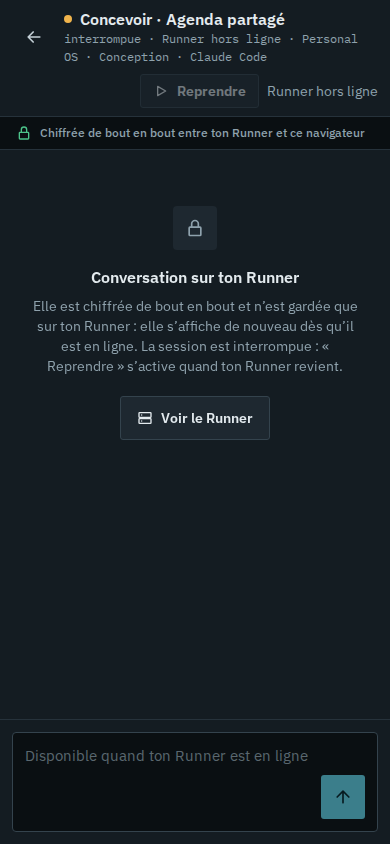 Concevoir · Agenda partagé
interrompue · Runner hors ligne · Personal
OS · Conception · Claude Code
Reprendre
Runner hors ligne
Chiffrée de bout en bout entre ton Runner et ce navigateur
Conversation sur ton Runner
Elle est chiffrée de bout en bout et n’est gardée que
sur ton Runner : elle s’affiche de nouveau dès qu’il
est en ligne. La session est interrompue : «
Reprendre » s’active quand ton Runner revient.
Voir le Runner
Disponible quand ton Runner est en ligne